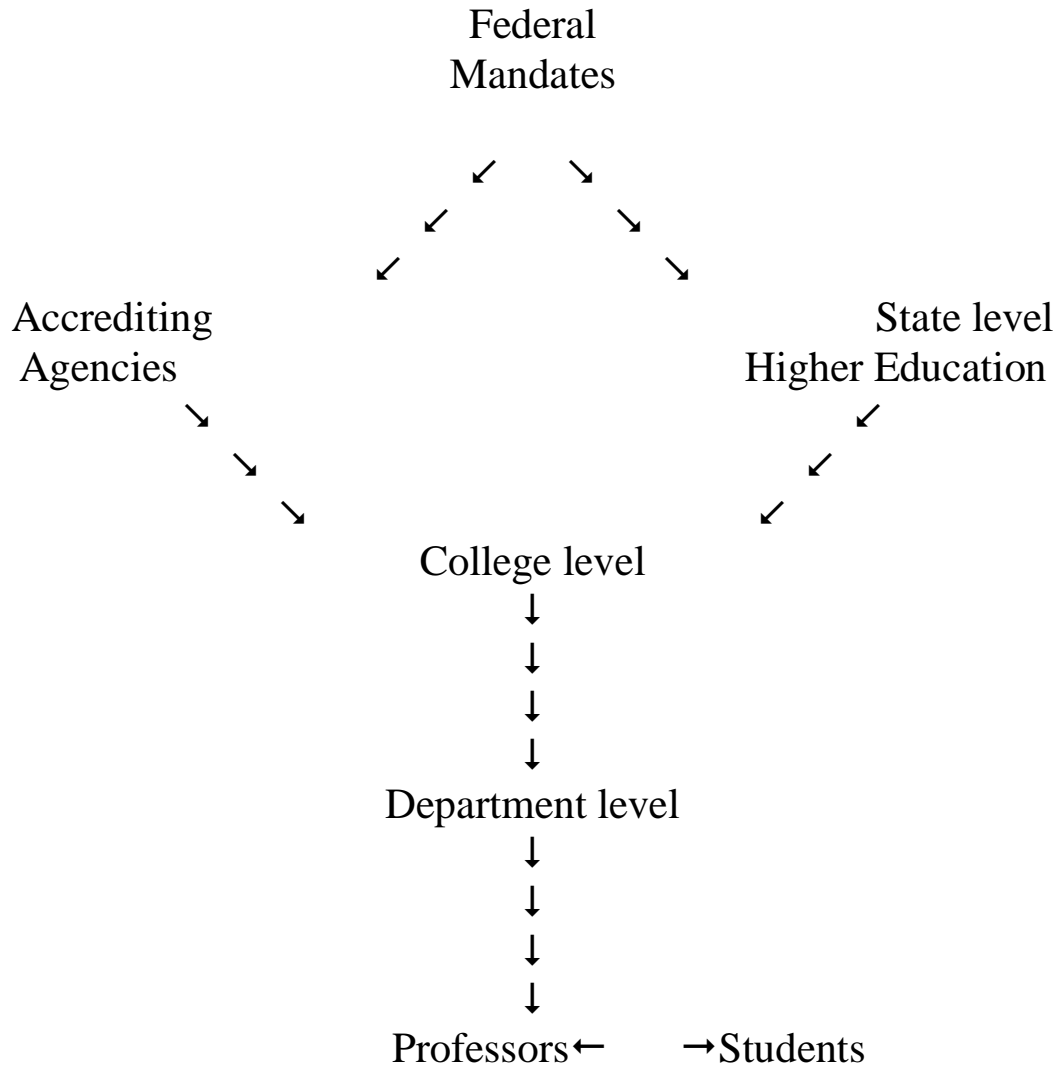 Federal
Mandates
↙ ↘
↙ ↘
↙ ↘
Accrediting State level
Agencies Higher Education
↘ ↙
↘ ↙
↘ ↙
College level
↓
↓
↓
↓
Department level
↓
↓
↓
↓
Professors← →Students